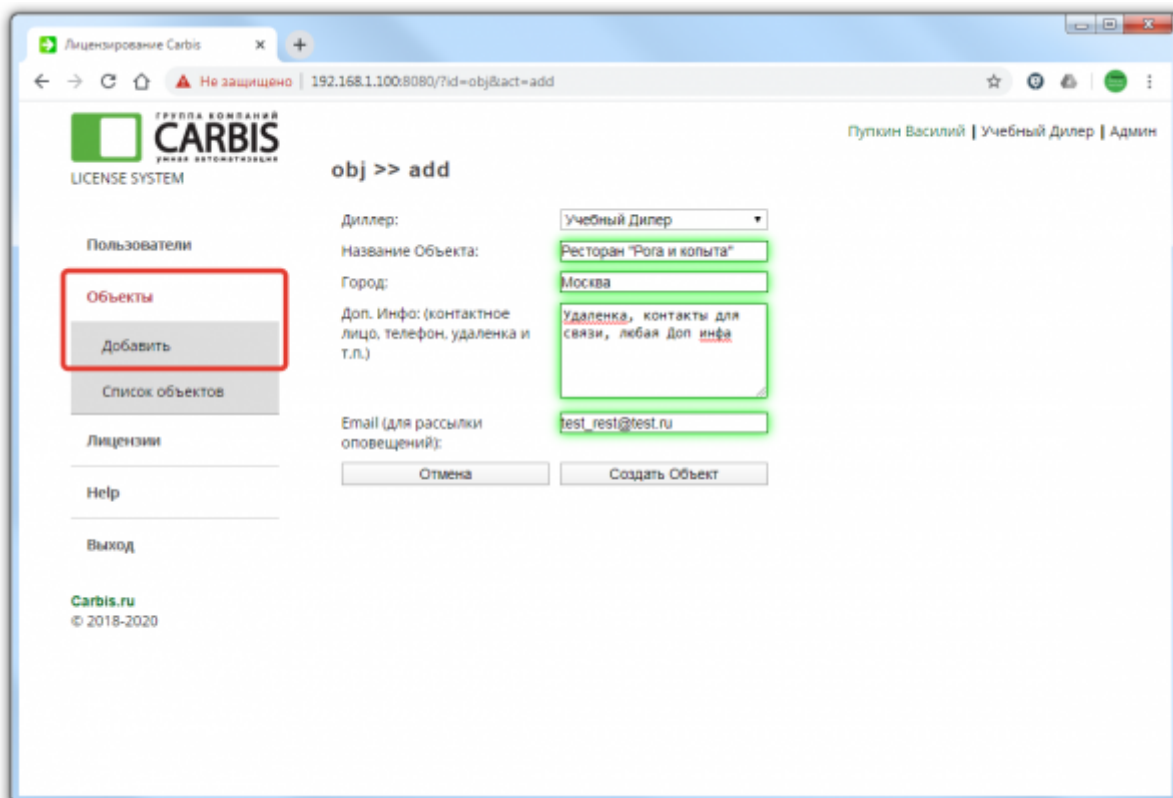 Лицензирование Carbis
Не защищено 192.168.1.100:8080/?id=obj&act=add
ГРУППА КОМПАНИЙ
CARBIS
умная автоматизация
LICENSE SYSTEM
Пупкин Василий | Учебный Дилер | Админ
obj >> add
Диллер: Учебный Дилер
Название Объекта: Ресторан "Рога и копыта"
Город: Москва
Доп. Инфо: (контактное
лицо, телефон, удаленка и
т.п.)
Удаленка, контакты для
связи, любая Доп инфа
Email (для рассылки
оповещений):
test_rest@test.ru
Отмена Создать Объект
Пользователи
Объекты
Добавить
Список объектов
Лицензии
Help
Выход
Carbis.ru
© 2018-2020